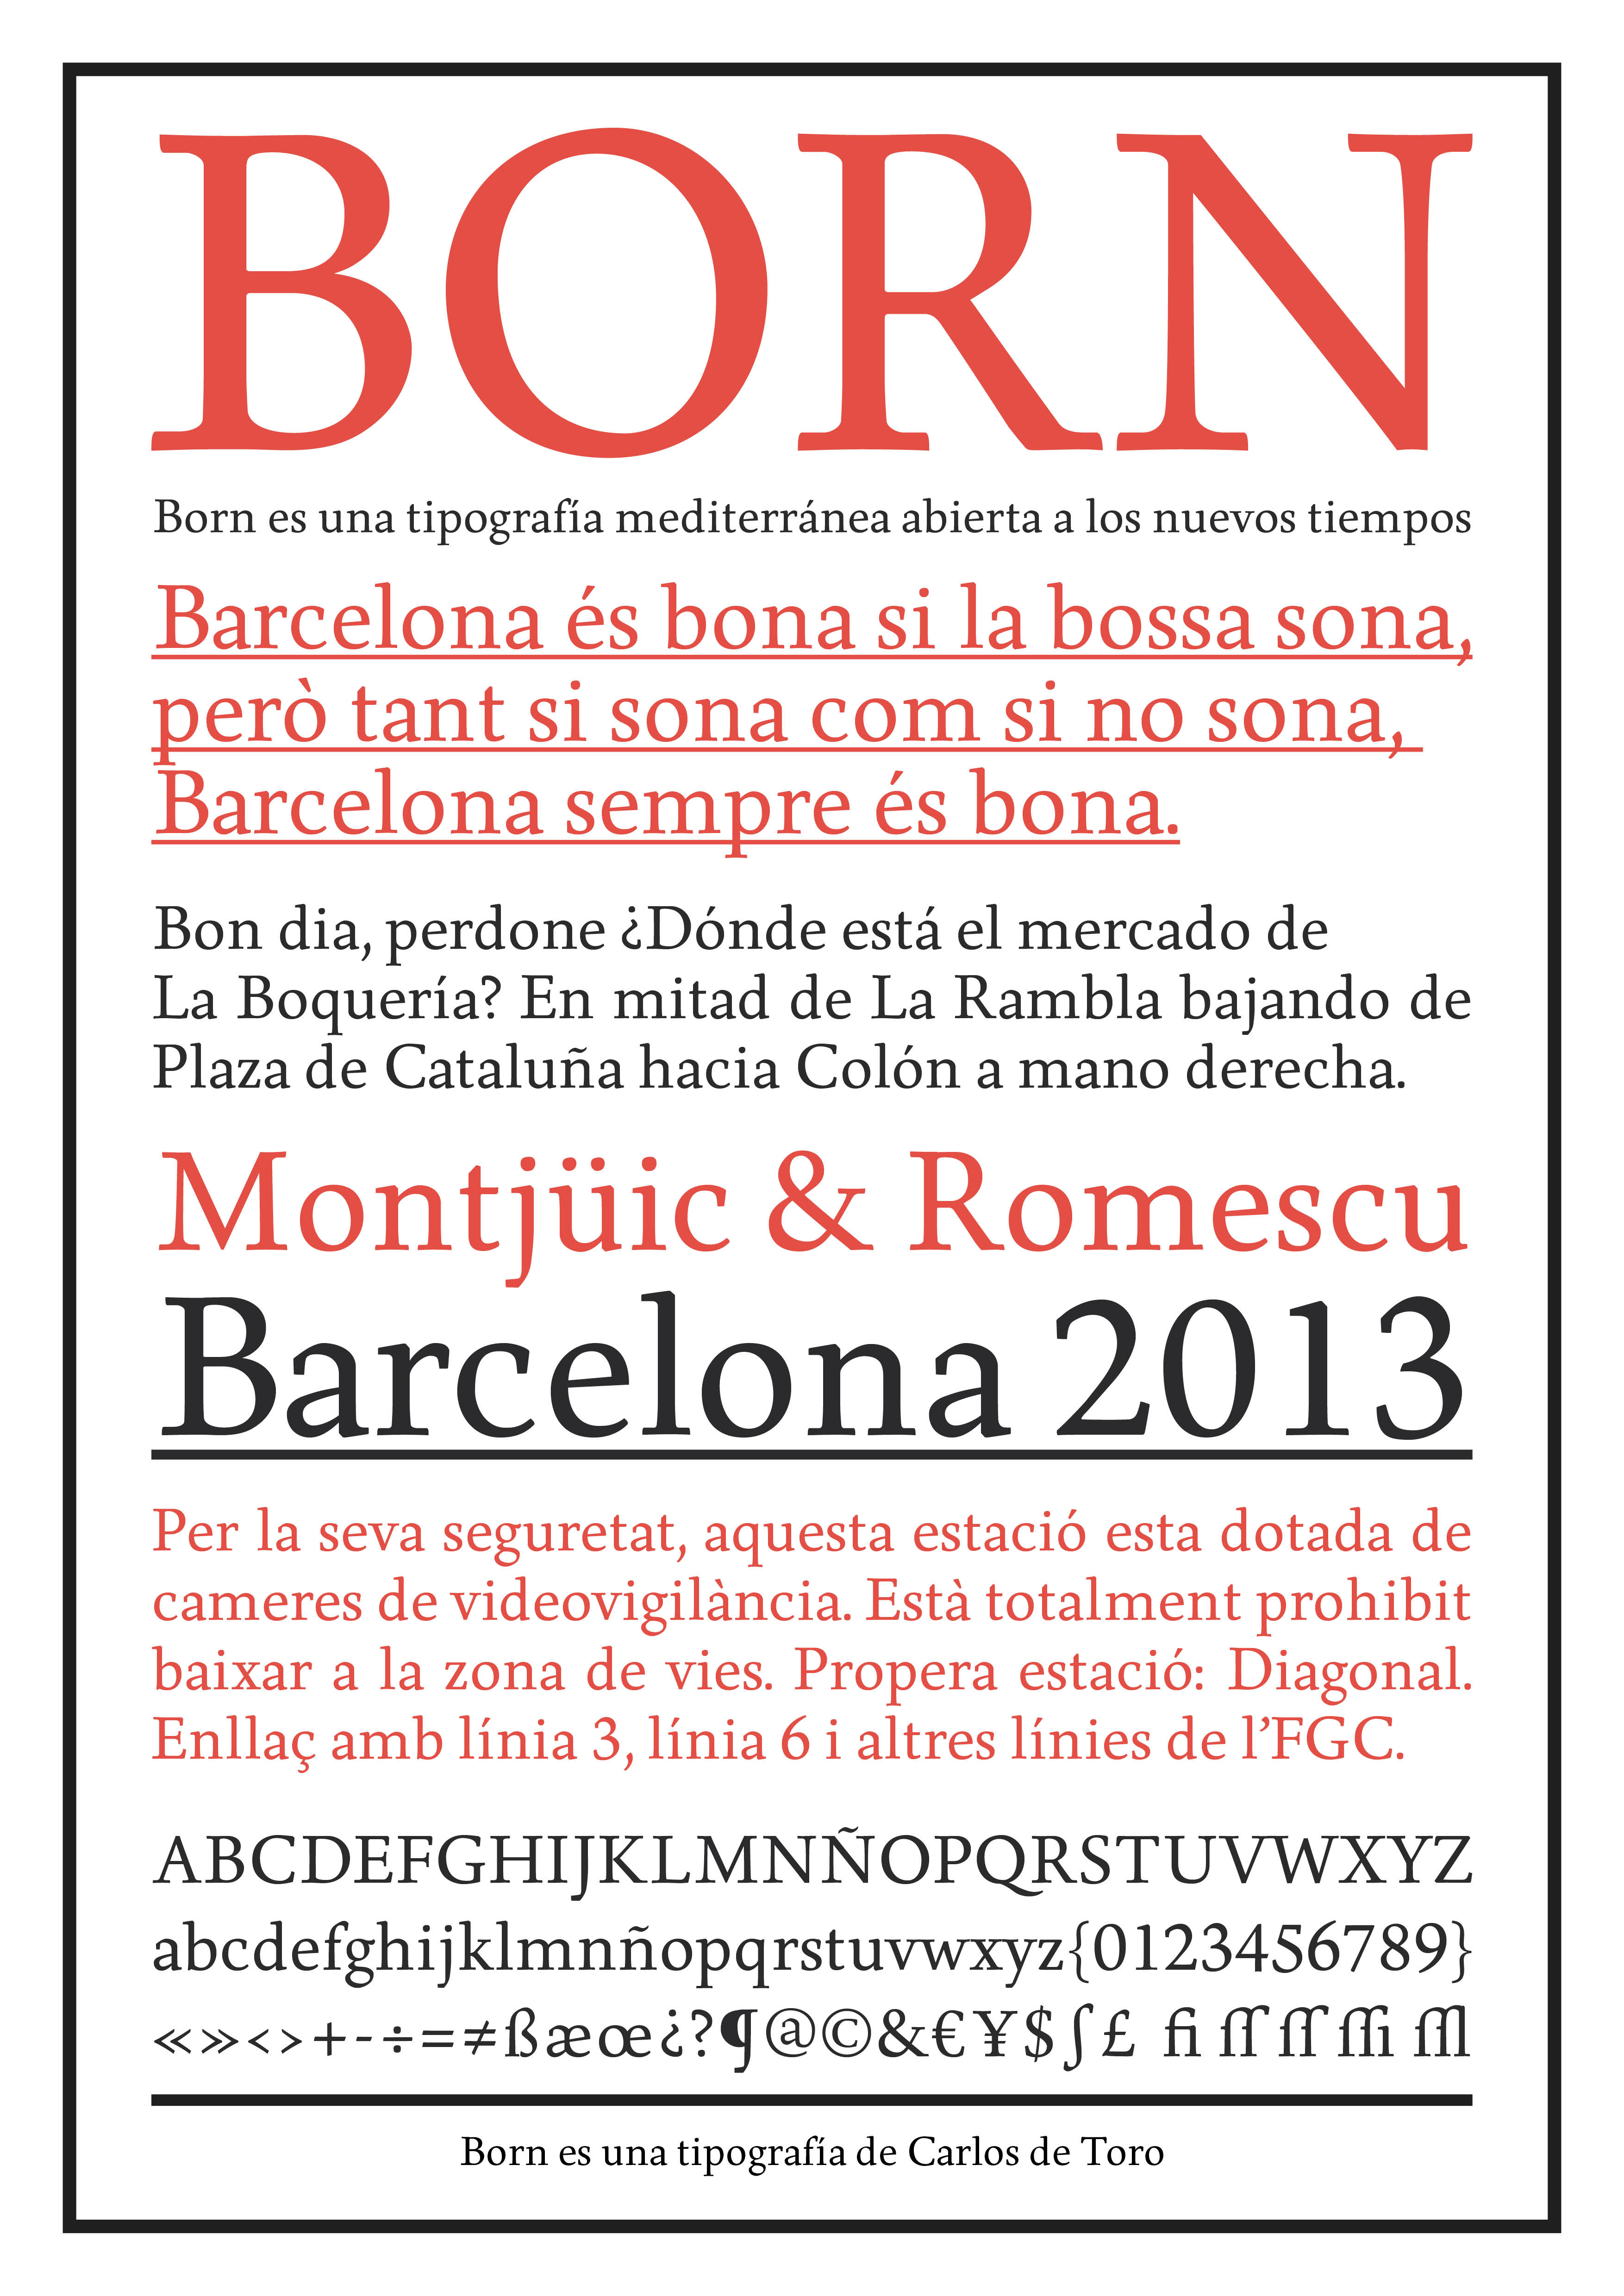 BORN
Born es una tipografía mediterránea abierta a los nuevos tiempos
Barcelona és bona si la bossa sona,
però tant si sona com si no sona,
Barcelona sempre és bona.
Bon dia, perdone ¿Dónde está el mercado de
La Boquería? En mitad de La Rambla bajando de
Plaza de Cataluña hacia Colón a mano derecha.
Montjüic & Romescu
Barcelona 2013
Per la seva seguretat, aquesta estació esta dotada de
cameres de videovigilància. Està totalment prohibit
baixar a la zona de vies. Propera estació: Diagonal.
Enllaç amb línia 3, línia 6 i altres línies de l’FGC.
ABCDEFGHIJKLMNÑOPQRSTUVWXYZ
abcdefghijklmnñopqrstuvwxyz{0123456789}
«»<>+-÷=≠ßæœ¿?¶@©&€¥$∫£ fi ff ff ffi ffl
Born es una tipografía de Carlos de Toro